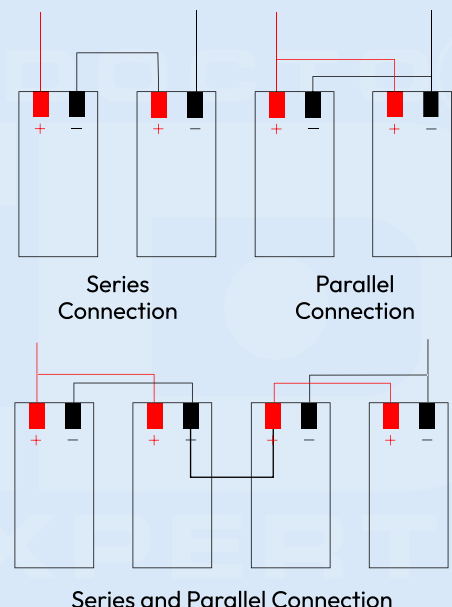 + − + − + − + −
Series
Connection
Parallel
Connection
+ − + − + − + −
Series and Parallel Connection